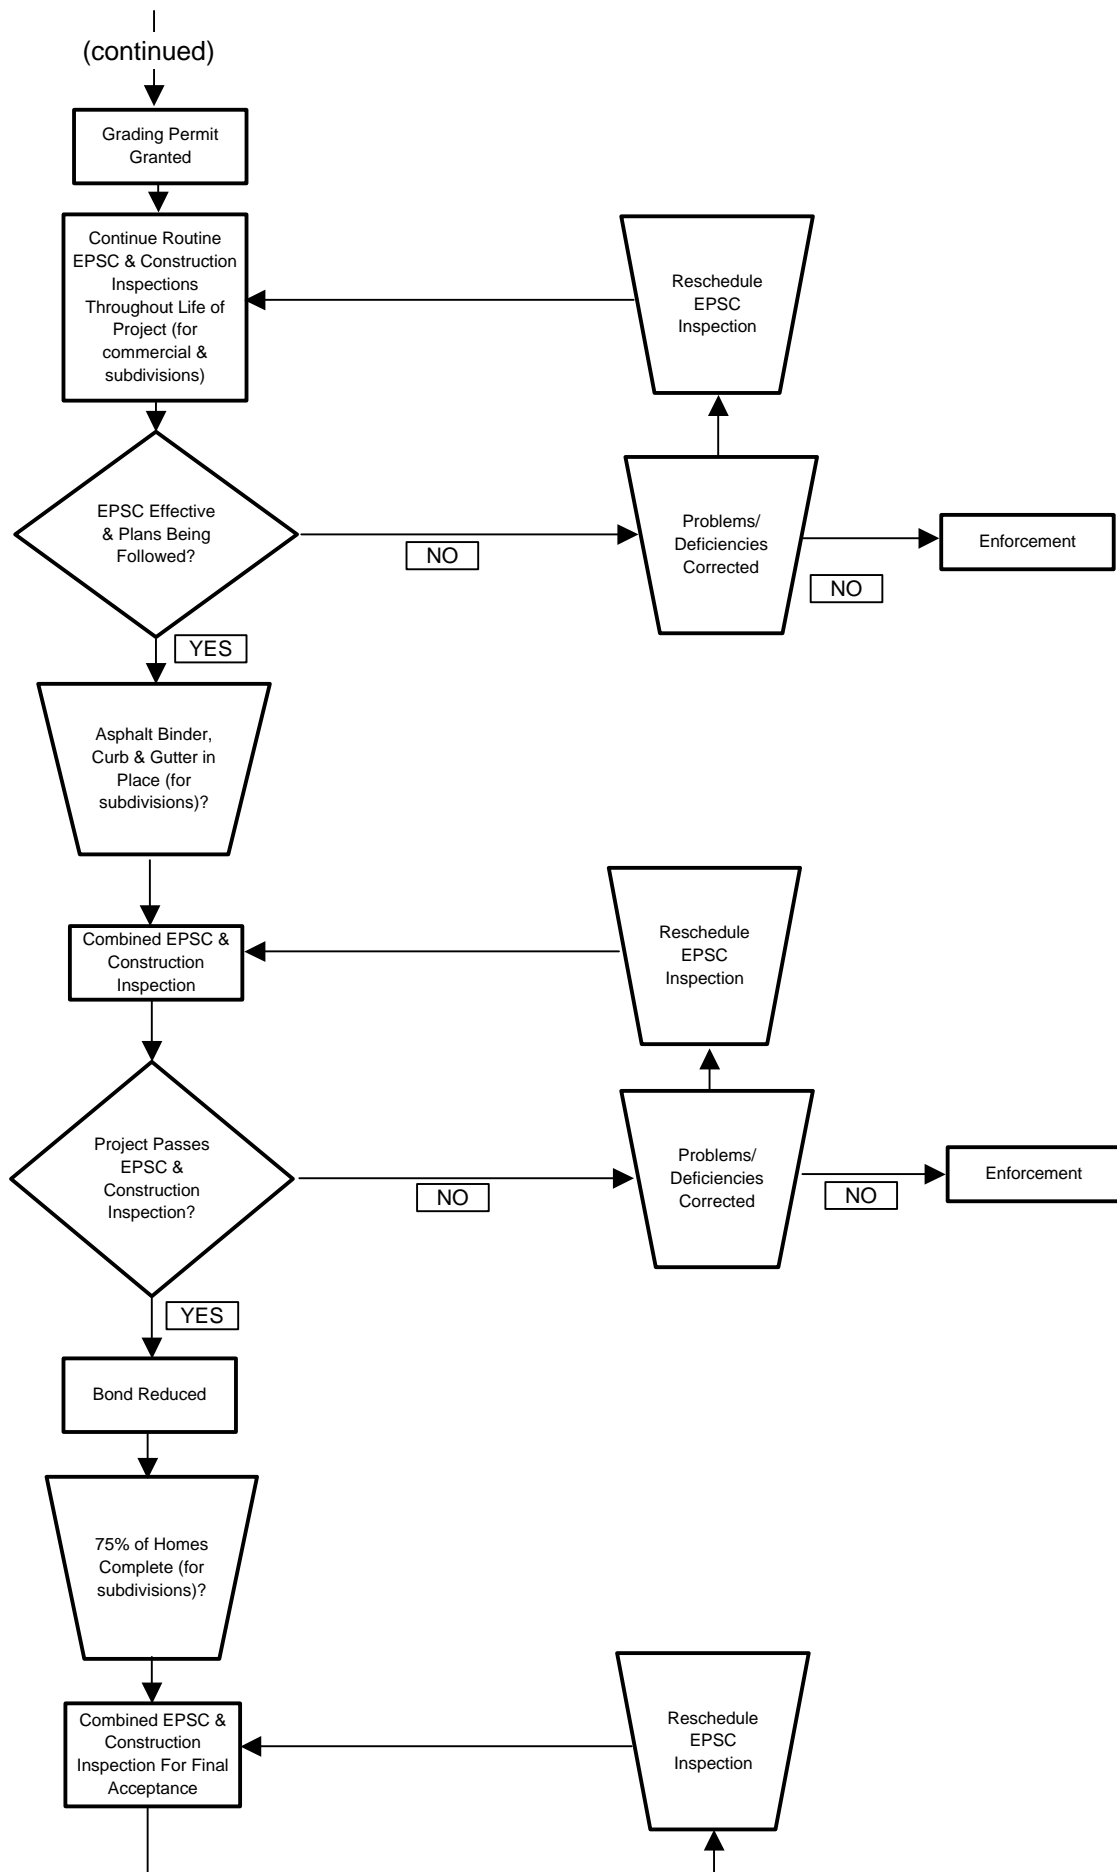 (continued)
Grading Permit
Granted
Continue Routine
EPSC & Construction
Inspections
Throughout Life of
Project (for
commercial &
subdivisions)
Reschedule
EPSC
Inspection
EPSC Effective
& Plans Being
Followed?
NO
Problems/
Deficiencies
Corrected
NO
Enforcement
YES
Asphalt Binder,
Curb & Gutter in
Place (for
subdivisions)?
Combined EPSC &
Construction
Inspection
Reschedule
EPSC
Inspection
Project Passes
EPSC &
Construction
Inspection?
NO
Problems/
Deficiencies
Corrected
NO
Enforcement
YES
Bond Reduced
75% of Homes
Complete (for
subdivisions)?
Combined EPSC &
Construction
Inspection For Final
Acceptance
Reschedule
EPSC
Inspection